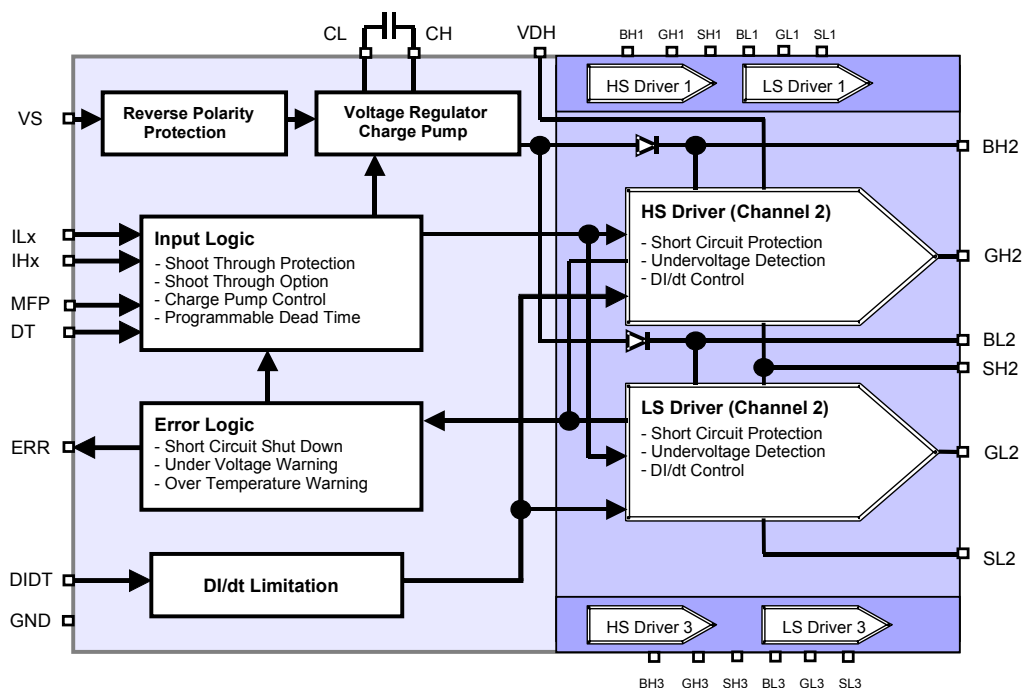 CL
CH
VDH
BH1
GH1
SH1
BL1
GL1
SL1
HS Driver 1
LS Driver 1
VS
Reverse Polarity
Protection
Voltage Regulator
Charge Pump
BH2
ILx
IHx
MFP
DT
Input Logic
- Shoot Through Protection
- Shoot Through Option
- Charge Pump Control
- Programmable Dead Time
HS Driver (Channel 2)
- Short Circuit Protection
- Undervoltage Detection
- DI/dt Control
GH2
BL2
SH2
ERR
Error Logic
- Short Circuit Shut Down
- Under Voltage Warning
- Over Temperature Warning
LS Driver (Channel 2)
- Short Circuit Protection
- Undervoltage Detection
- DI/dt Control
GL2
SL2
DIDT
DI/dt Limitation
GND
HS Driver 3
LS Driver 3
BH3
GH3
SH3
BL3
GL3
SL3